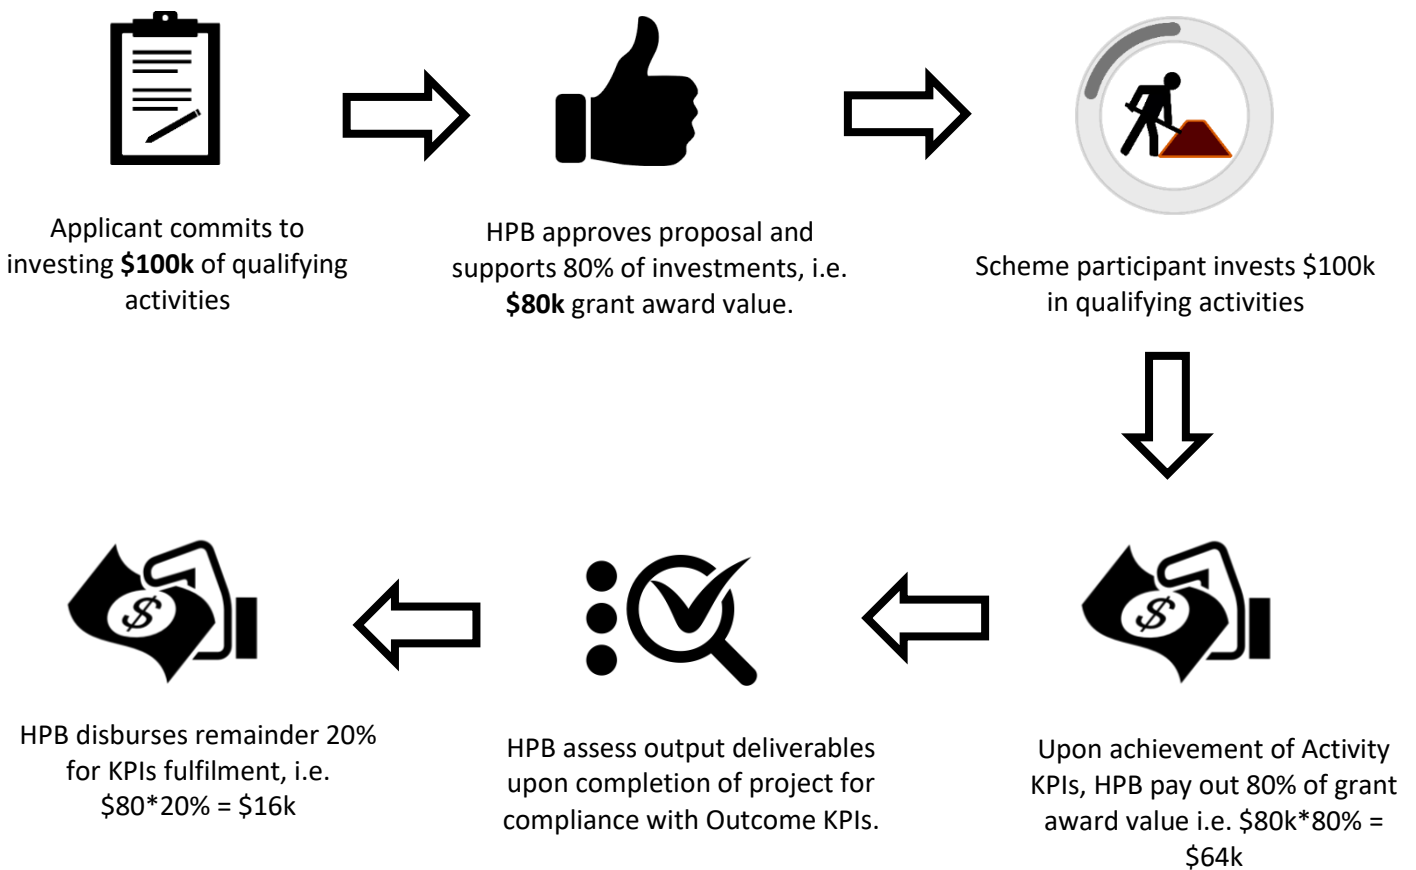 Applicant commits to
investing $100k of qualifying
activities
HPB approves proposal and
supports 80% of investments, i.e.
$80k grant award value.
Scheme participant invests $100k
in qualifying activities
$
Upon achievement of Activity
KPIs, HPB pay out 80% of grant
award value i.e. $80k*80% =
$64k
HPB assess output deliverables
upon completion of project for
compliance with Outcome KPIs.
$
HPB disburses remainder 20%
for KPIs fulfilment, i.e.
$80*20% = $16k